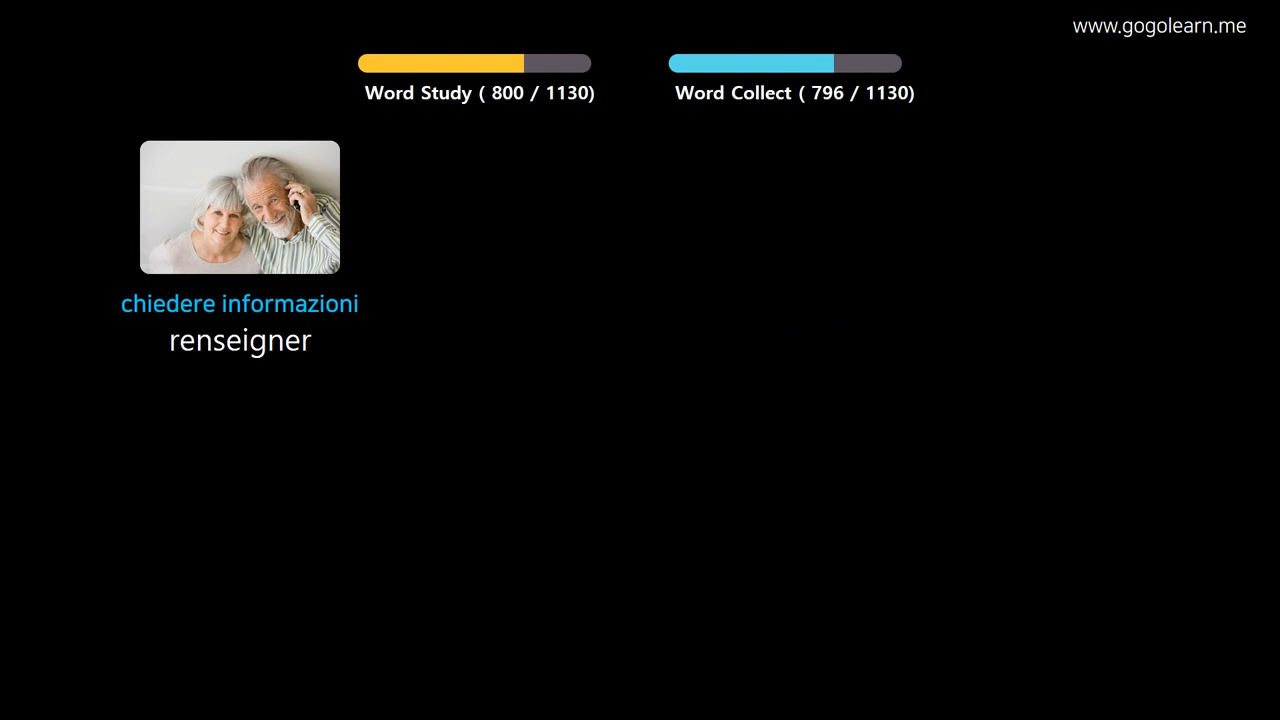 www.gogolearn.me
Word Study ( 800 / 1130)
Word Collect ( 796 / 1130)
chiedere informazioni
renseigner